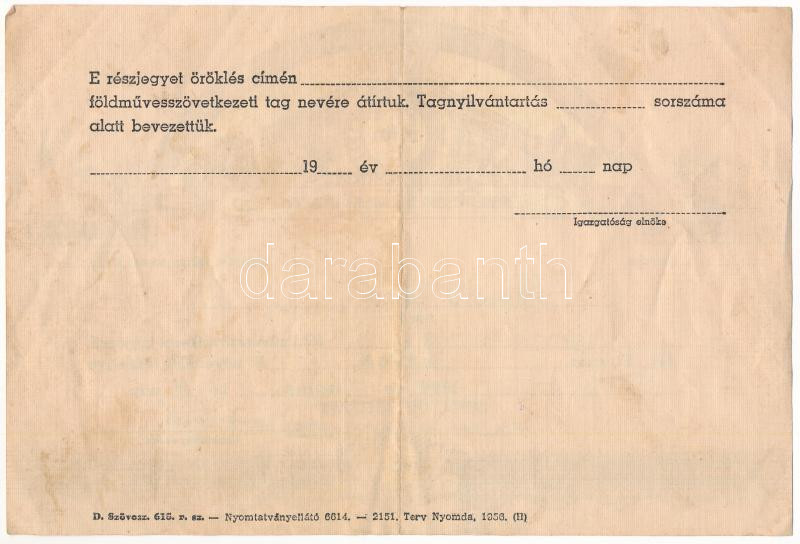 E részjegyet öröklés címén
földművesszövetkezeti tag nevére átírtuk. Tagnyilvántartás sorszáma
alatt bevezettük.
19 év hó nap
Igazgatóság elnöke
darabanth
D. Szövosz. 615. r. sz. — Nyomtatványellátó 6614. — 2151. Terv Nyomda, 1956. (H)